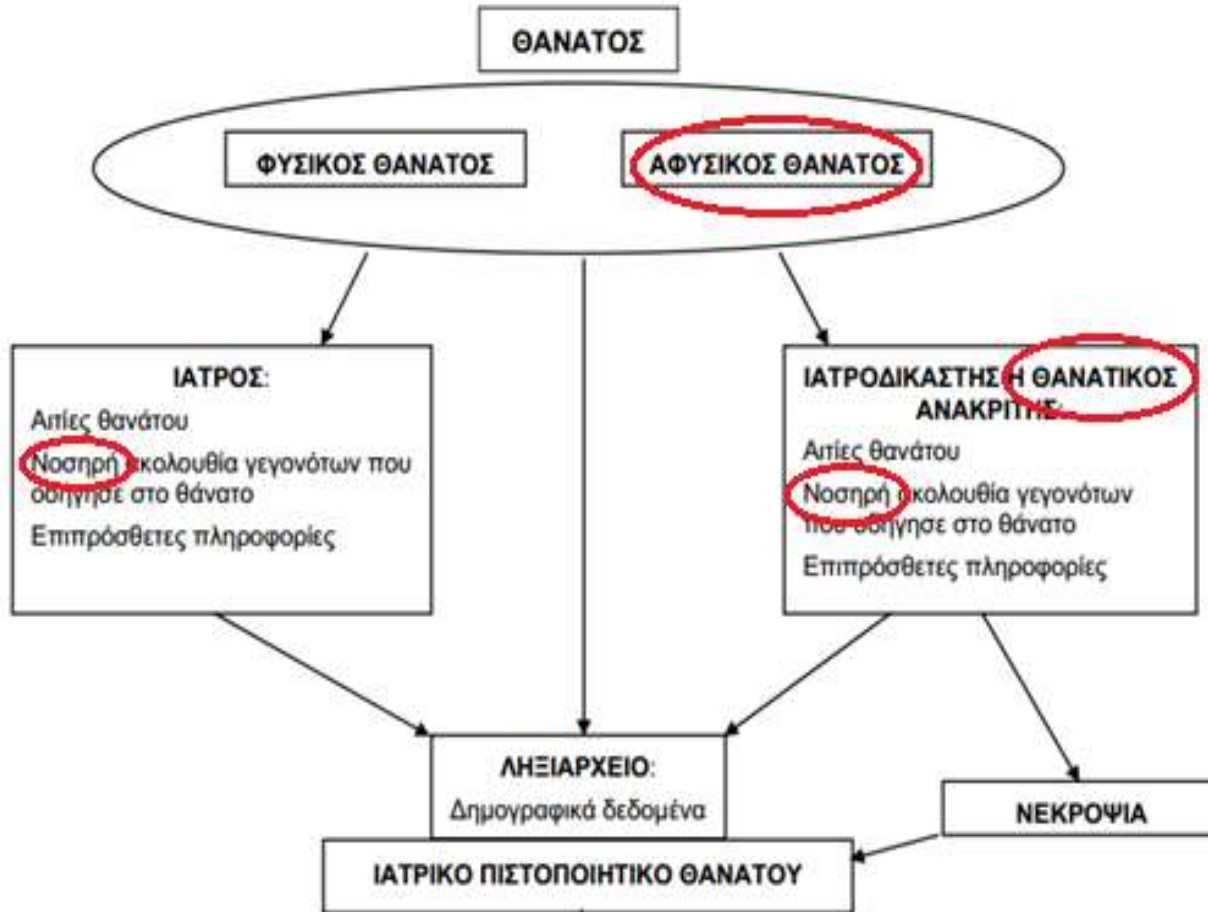 ΘΑΝΑΤΟΣ
ΦΥΣΙΚΟΣ ΘΑΝΑΤΟΣ
ΑΦΥΣΙΚΟΣ ΘΑΝΑΤΟΣ
ΙΑΤΡΟΣ:
Αιτίες θανάτου
Νοσηρή ακολουθία γεγονότων που
οδήγησε στο θάνατο
Επιπρόσθετες πληροφορίες
ΙΑΤΡΟΔΙΚΑΣΤΗΣ Η ΘΑΝΑΤΙΚΟΣ
ΑΝΑΚΡΙΤΗΣ:
Αιτίες θανάτου
Νοσηρή ακολουθία γεγονότων
που οδήγησε στο θάνατο
Επιπρόσθετες πληροφορίες
ΛΗΞΙΑΡΧΕΙΟ:
Δημογραφικά δεδομένα
ΝΕΚΡΟΨΙΑ
ΙΑΤΡΙΚΟ ΠΙΣΤΟΠΟΙΗΤΙΚΟ ΘΑΝΑΤΟΥ